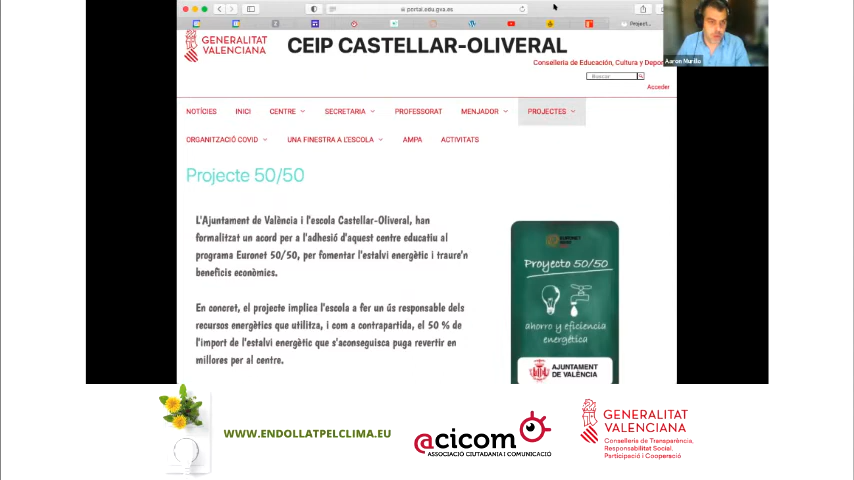 portal.edu.gva.es
Project...
GENERALITAT
VALENCIANA
CEIP CASTELLAR-OLIVERAL
Conselleria de Educación, Cultura y Depor
Aaron Murillo
Buscar
Acceder
NOTÍCIES INICI CENTRE SECRETARIA PROFESSORAT MENJADOR PROJECTES
ORGANITZACIÓ COVID UNA FINESTRA A L'ESCOLA AMPA ACTIVITATS
Projecte 50/50
L'Ajuntament de València i l'escola Castellar-Oliveral, han
formalitzat un acord per a l'adhesió d'aquest centre educatiu al
programa Euronet 50/50, per fomentar l'estalvi energètic i traure'n
beneficis econòmics.
En concret, el projecte implica l'escola a fer un ús responsable dels
recursos energètics que utilitza, i com a contrapartida, el 50 % de
l'import de l'estalvi energètic que s'aconseguisca puga revertir en
millores per al centre.
EURONET
Proyecto 50/50
ahorro y eficiencia
energética
AJUNTAMENT
DE VALÈNCIA
WWW.ENDOLLATPELCLIMA.EU
@cicom
ASSOCIACIÓ CIUTADANIA I COMUNICACIÓ
GENERALITAT
VALENCIANA
Conselleria de Transparència,
Responsabilitat Social,
Participació i Cooperació